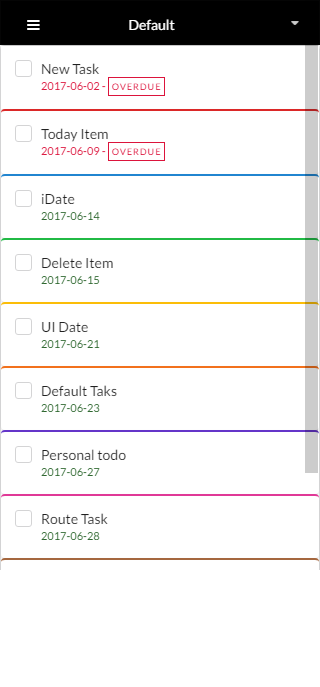 Default
New Task
2017-06-02 - OVERDUE
Today Item
2017-06-09 - OVERDUE
iDate
2017-06-14
Delete Item
2017-06-15
UI Date
2017-06-21
Default Taks
2017-06-23
Personal todo
2017-06-27
Route Task
2017-06-28